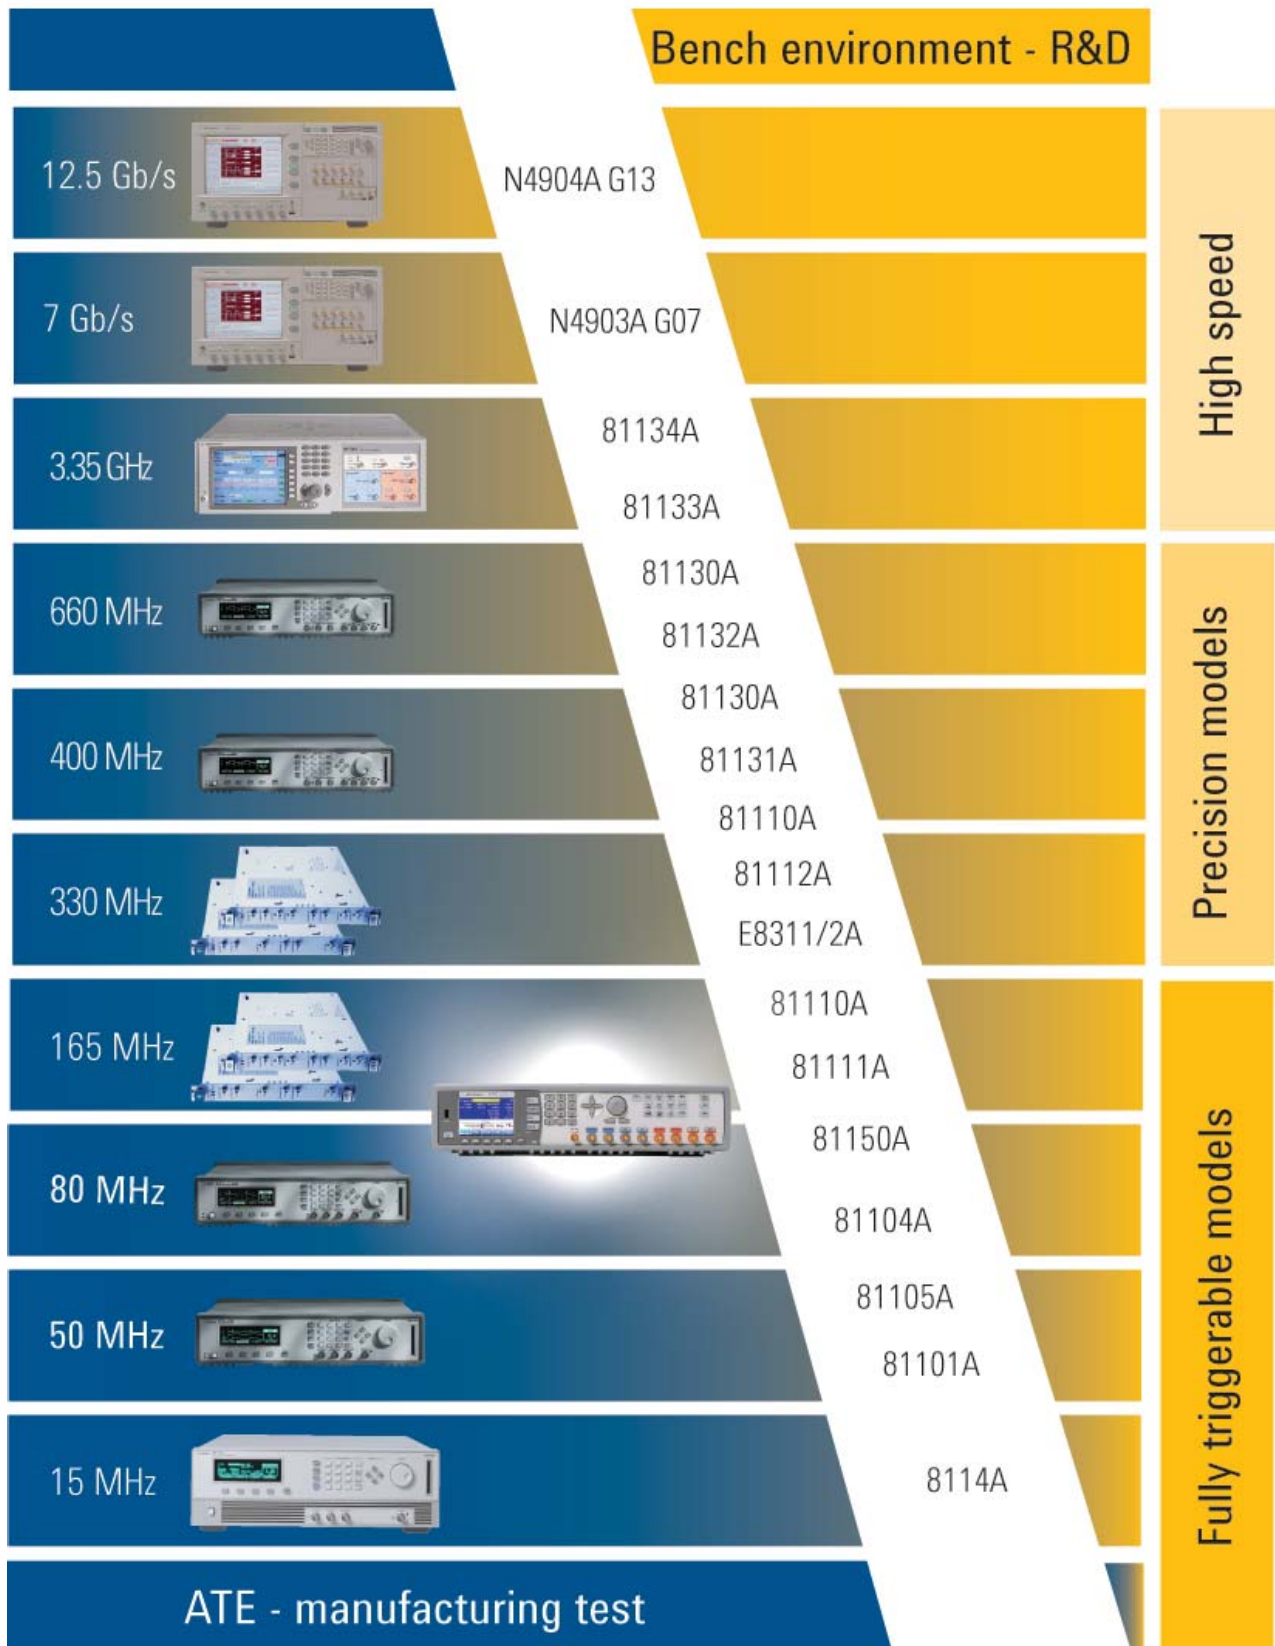 Bench environment - R&D
12.5 Gb/s
N4904A G13
7 Gb/s
N4903A G07
High speed
3.35 GHz
81134A
81133A
660 MHz
81130A
81132A
400 MHz
81130A
81131A
81110A
Precision models
330 MHz
81112A
E8311/2A
165 MHz
81110A
81111A
80 MHz
81150A
81104A
50 MHz
81105A
81101A
Fully triggerable models
15 MHz
8114A
ATE - manufacturing test